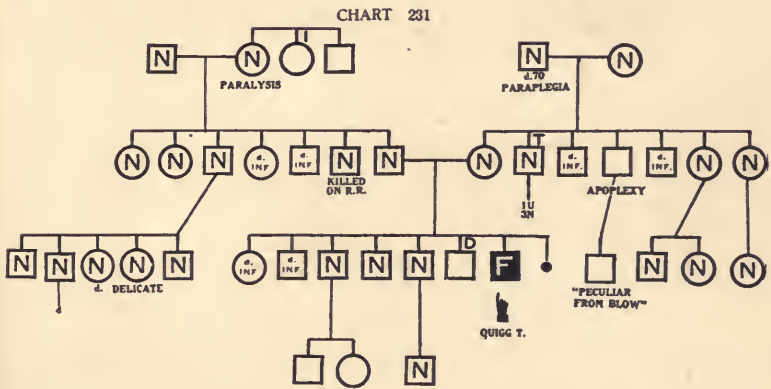 CHART 231
N N N
d.70
PARALYSIS PARAPLEGIA
T
N N N d. INF d. INF N N N N d. INF. d. INF. N N
KILLED
ON R.R.
APOPLEXY
1U
3N
D
N N N N N d. INF d. INF N N N F N N N
d. DELICATE
"PECULIAR
FROM BLOW"
QUIGG T.
N